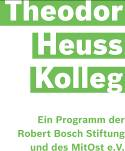 Theodor
Heuss
Kolleg
Ein Programm der
Robert Bosch Stiftung
und des MitOst e.V.